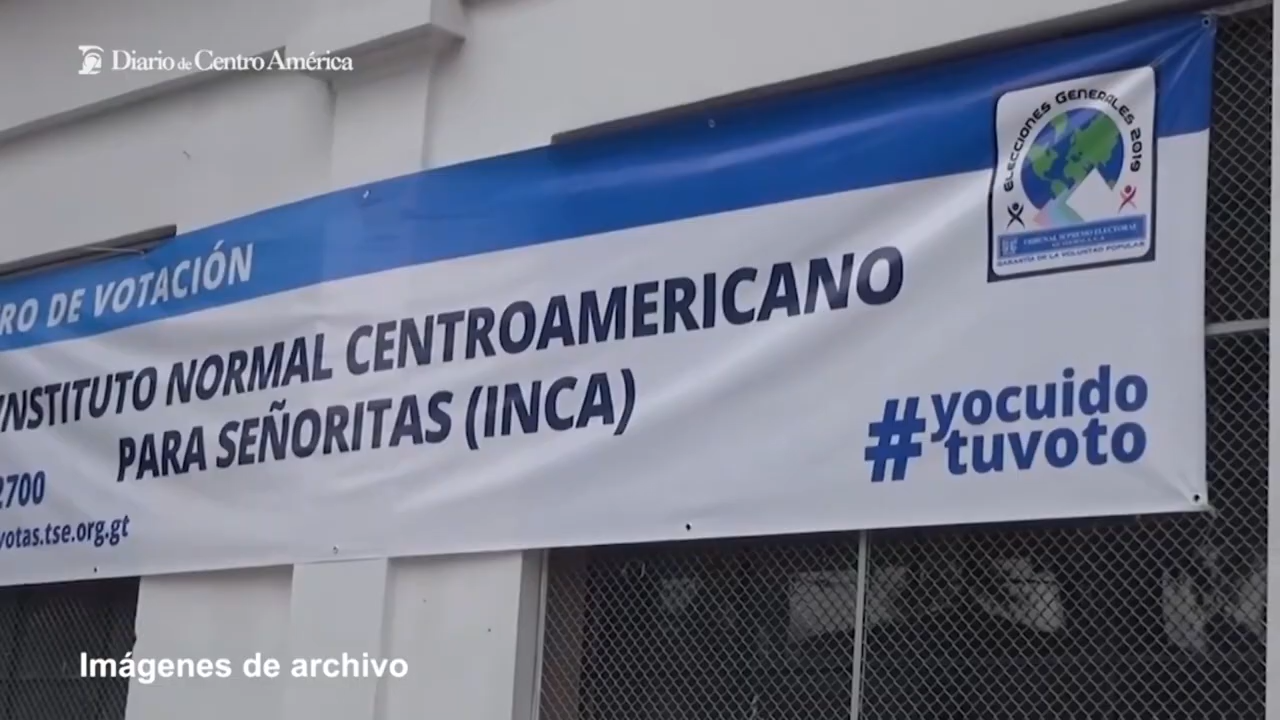 Diario de Centro América
ELECCIONES GENERALES 2019
TRIBUNAL SUPREMO ELECTORAL
GARANTÍA DE LA VOLUNTAD POPULAR
RO DE VOTACIÓN
INSTITUTO NORMAL CENTROAMERICANO
PARA SEÑORITAS (INCA)
#yocuido
tuvoto
2700
votas.tse.org.gt
Imágenes de archivo